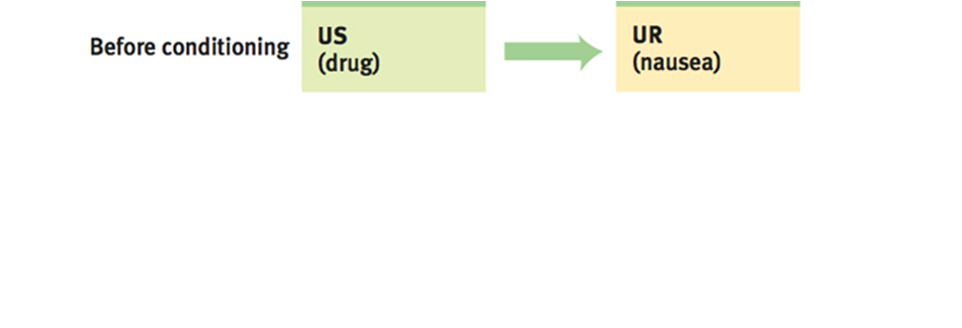 Before conditioning
US
(drug)
UR
(nausea)